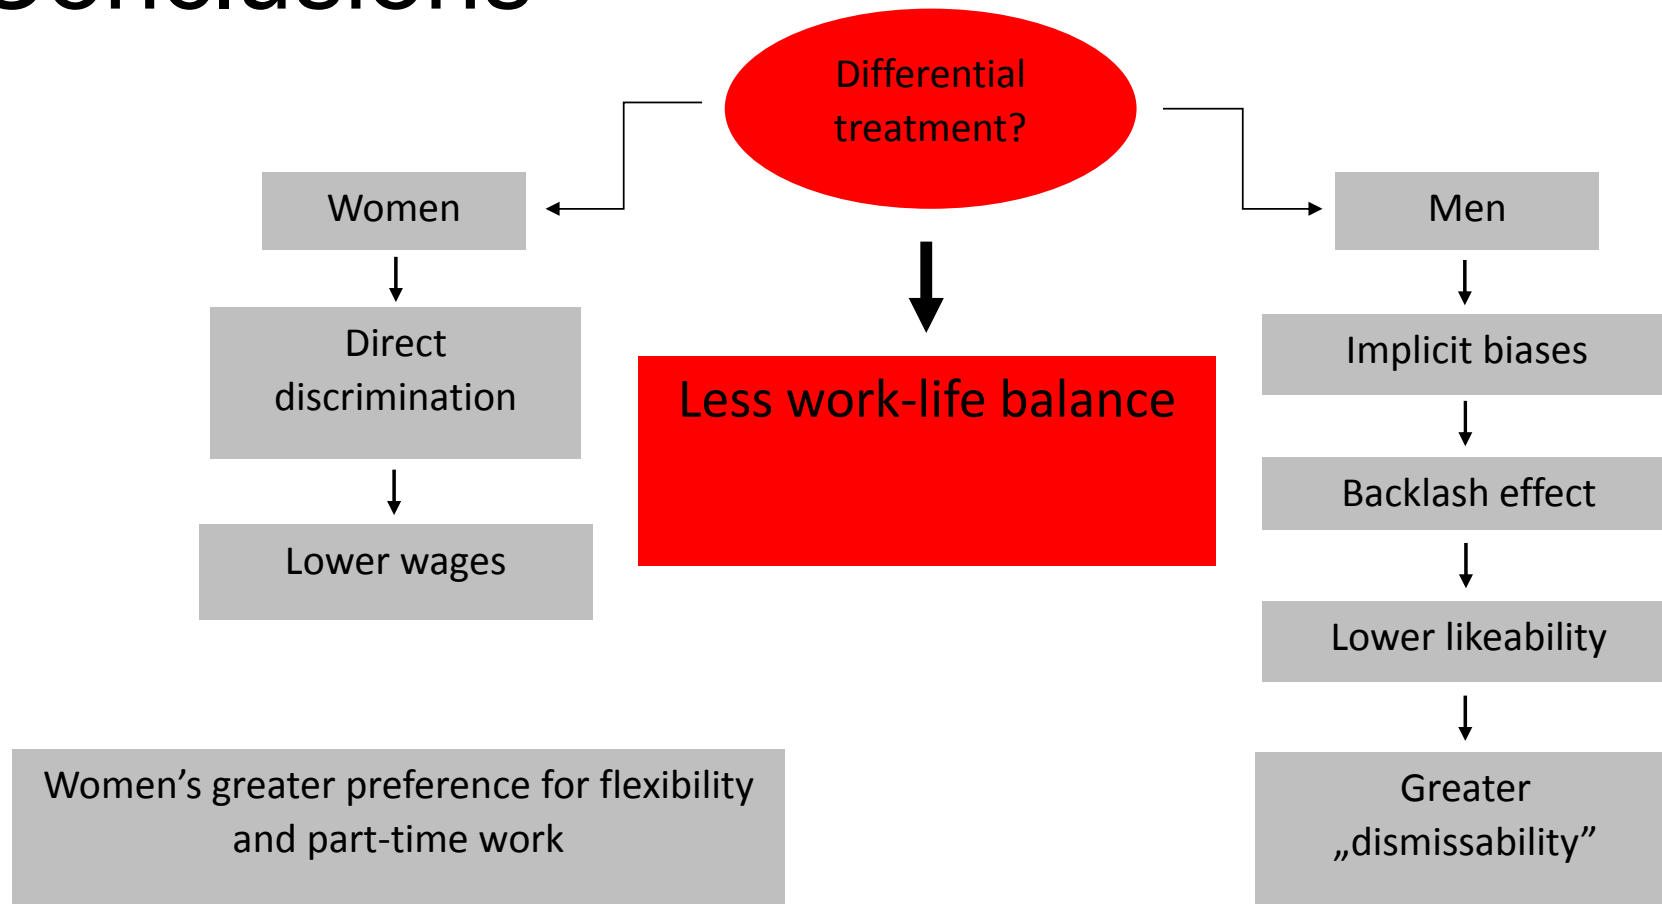 Conclusions
Differential
treatment?
Women
Men
Direct
discrimination
Implicit biases
Less work-life balance
Backlash effect
Lower wages
Lower likeability
Women’s greater preference for flexibility
and part-time work
Greater
„dismissability”